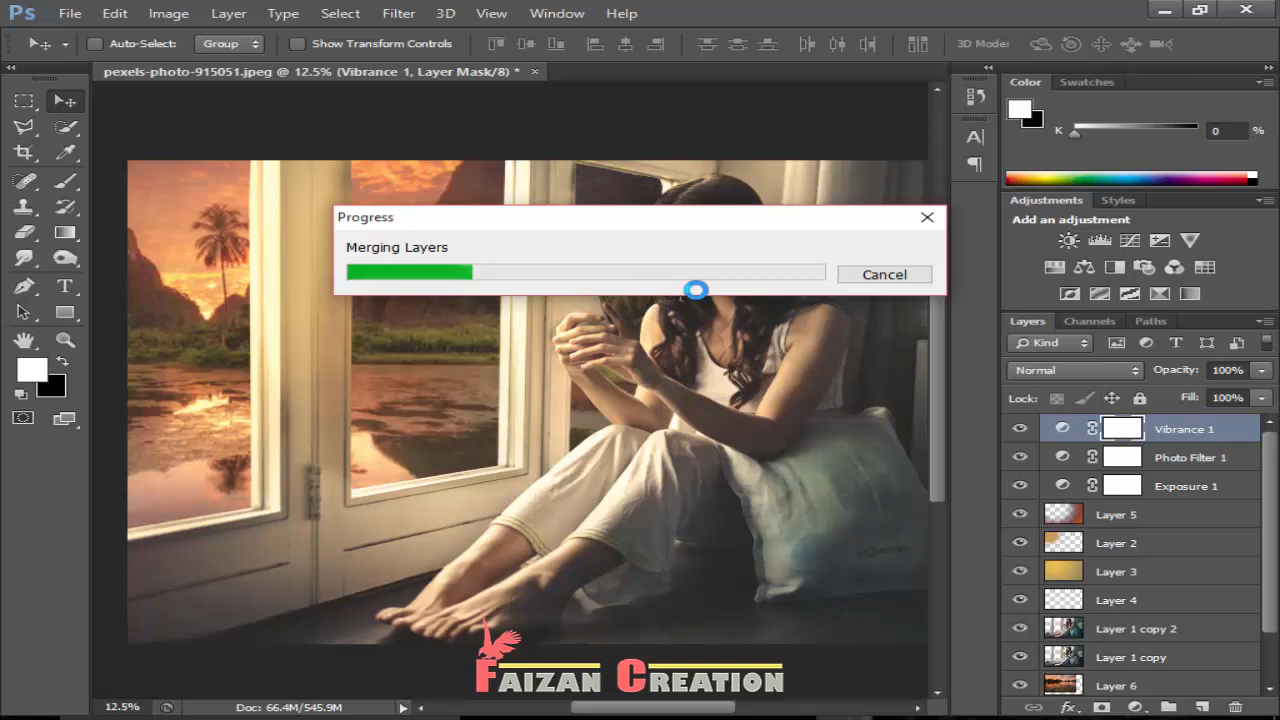 Ps File Edit Image Layer Type Select Filter 3D View Window Help
Auto-Select: Group Show Transform Controls 3D Mode:
pexels-photo-915051.jpeg @ 12.5% (Vibrance 1, Layer Mask/8) *
Color Swatches
K 0 %
Progress
Merging Layers
Cancel
Adjustments Styles
Add an adjustment
Layers Channels Paths
Kind
Normal Opacity: 100%
Lock: Fill: 100%
Vibrance 1
Photo Filter 1
Exposure 1
Layer 5
Layer 2
Layer 3
Layer 4
Layer 1 copy 2
Layer 1 copy
Layer 6
FAIZAN CREATION
12.5% Doc: 66.4M/545.9M